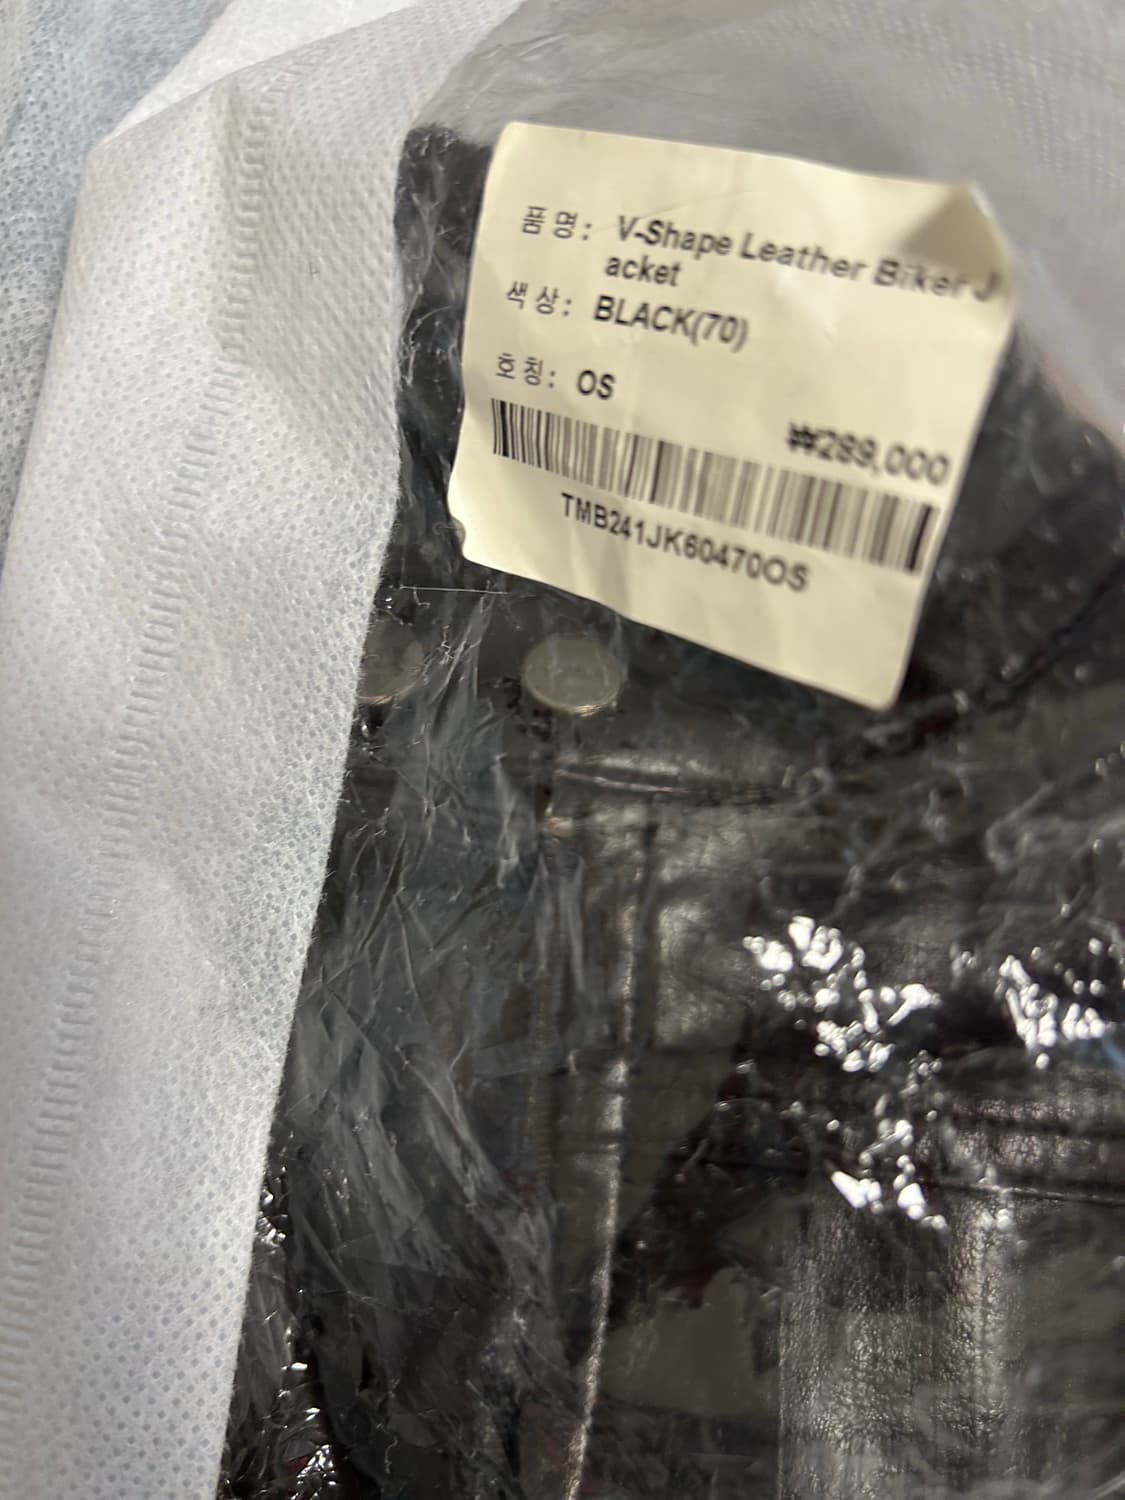 품 명 : V-Shape Leather Biker J
acket
색 상 : BLACK(70)
호 칭 : OS
₩289,000
TMB241JK60470OS